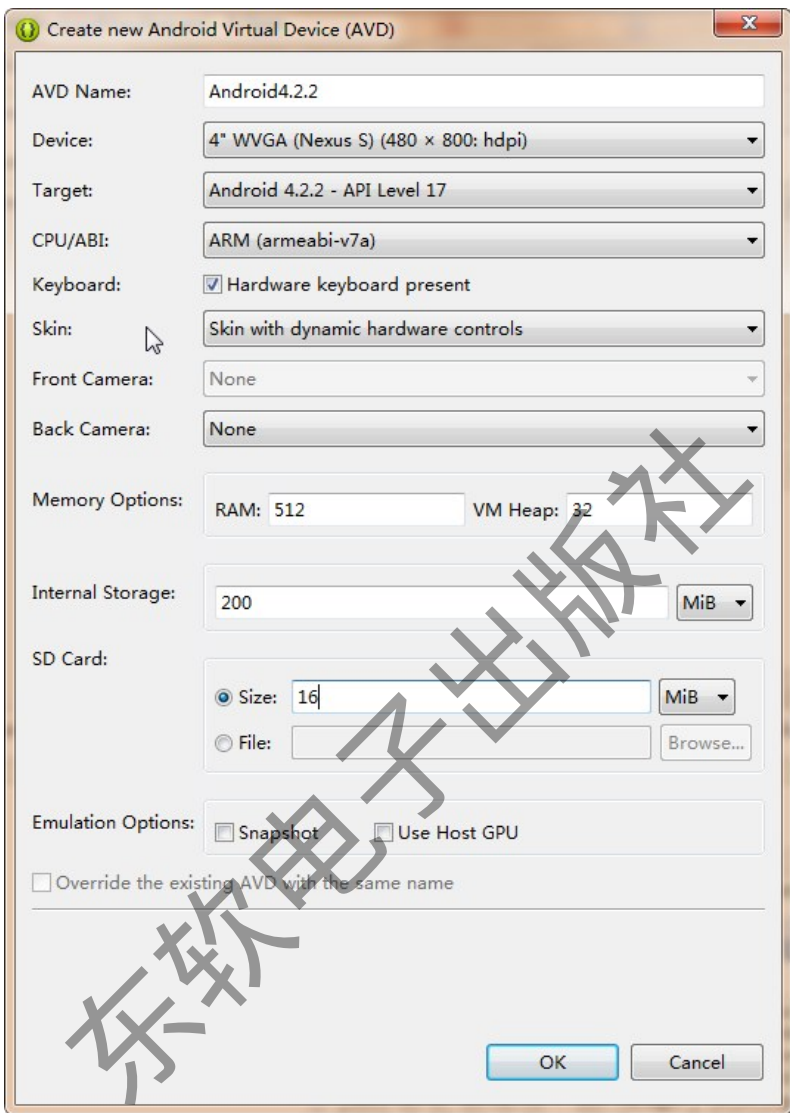 Create new Android Virtual Device (AVD)
AVD Name: Android4.2.2
Device: 4" WVGA (Nexus S) (480 × 800: hdpi)
Target: Android 4.2.2 - API Level 17
CPU/ABI: ARM (armeabi-v7a)
Keyboard: Hardware keyboard present
Skin: Skin with dynamic hardware controls
Front Camera: None
Back Camera: None
Memory Options: RAM: 512 VM Heap: 32
Internal Storage: 200 MiB
SD Card:
Size: 16 MiB
File: Browse...
Emulation Options: Snapshot Use Host GPU
Override the existing AVD with the same name
OK Cancel
东软电子出版社